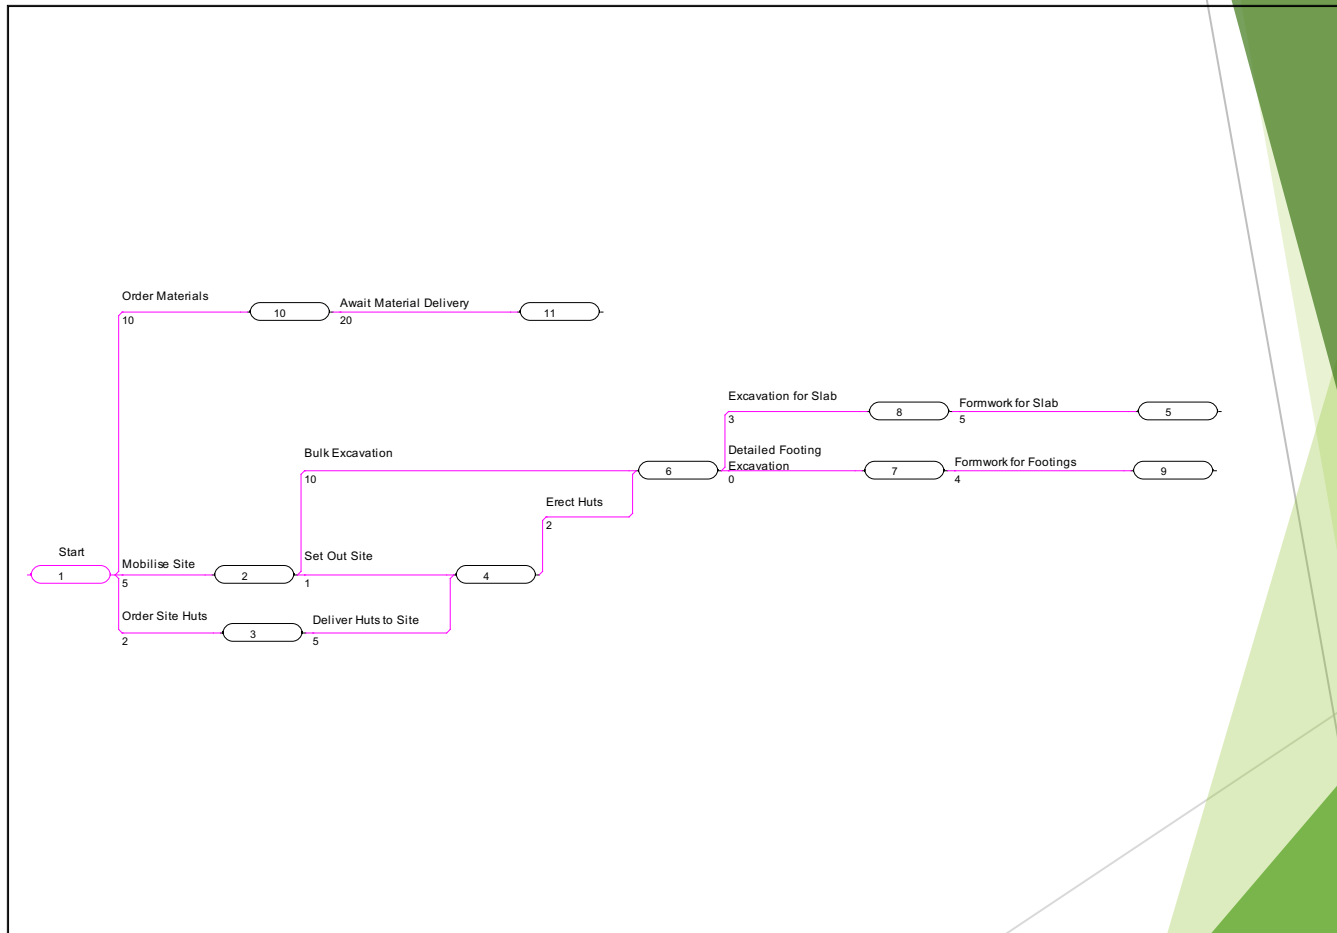 Order Materials
10
10
Await Material Delivery
20
11
Excavation for Slab
3
8
Formwork for Slab
5
5
Bulk Excavation
10
6
Detailed Footing
Excavation
0
7
Formwork for Footings
4
9
Erect Huts
2
Start
1
Mobilise Site
5
2
Set Out Site
1
4
Order Site Huts
2
3
Deliver Huts to Site
5